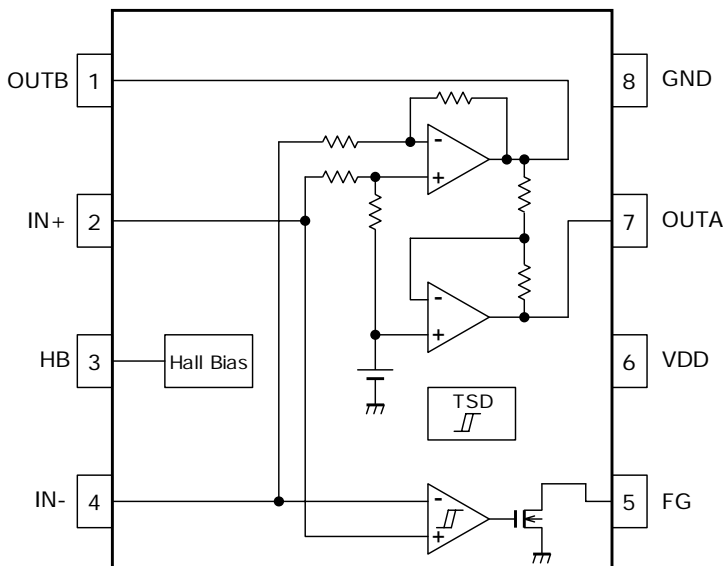 OUTB 1
8 GND
-
+
IN+ 2
7 OUTA
-
+
HB 3
Hall Bias
6 VDD
TSD
IN- 4
-
+
5 FG